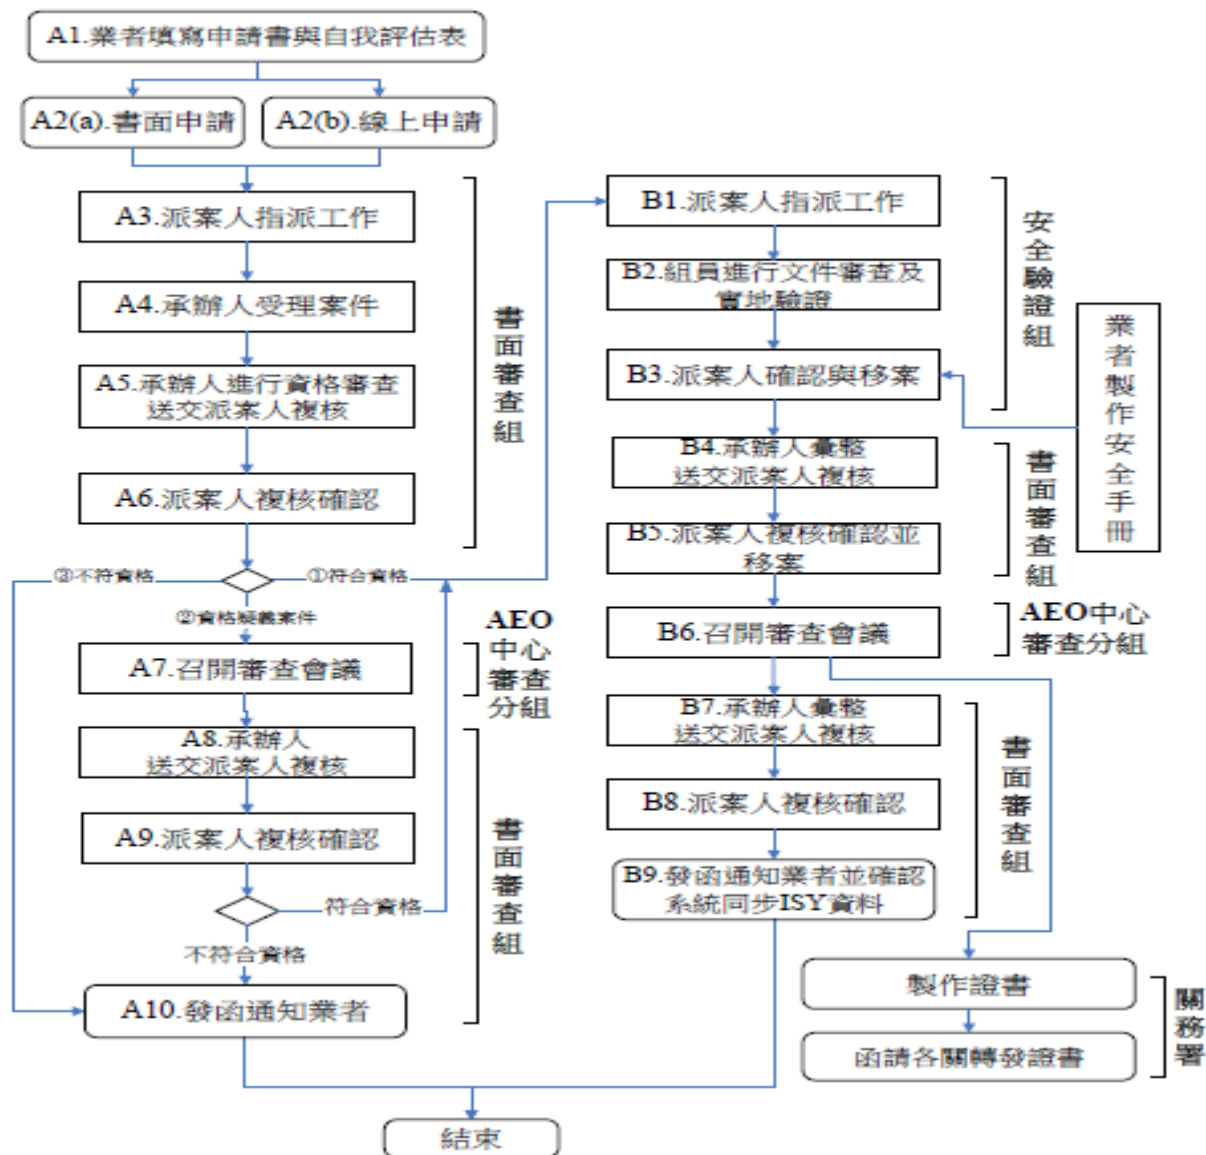 A1.業者填寫申請書與自我評估表
A2(a).書面申請
A2(b).線上申請
A3.派案人指派工作
A4.承辦人受理案件
A5.承辦人進行資格審查
送交派案人複核
A6.派案人複核確認
書面審查組
③不符資格
①符合資格
②資格疑義案件
A7.召開審查會議
AEO
中心
審查
分組
A8.承辦人
送交派案人複核
A9.派案人複核確認
符合資格
不符合資格
A10.發函通知業者
書面審查組
B1.派案人指派工作
B2.組員進行文件審查及
實地驗證
B3.派案人確認與移案
安全驗證組
業者製作安全手冊
B4.承辦人彙整
送交派案人複核
B5.派案人複核確認並
移案
書面審查組
B6.召開審查會議
AEO中心
審查分組
B7.承辦人彙整
送交派案人複核
B8.派案人複核確認
B9.發函通知業者並確認
系統同步ISY資料
書面審查組
製作證書
函請各關轉發證書
關務署
結束